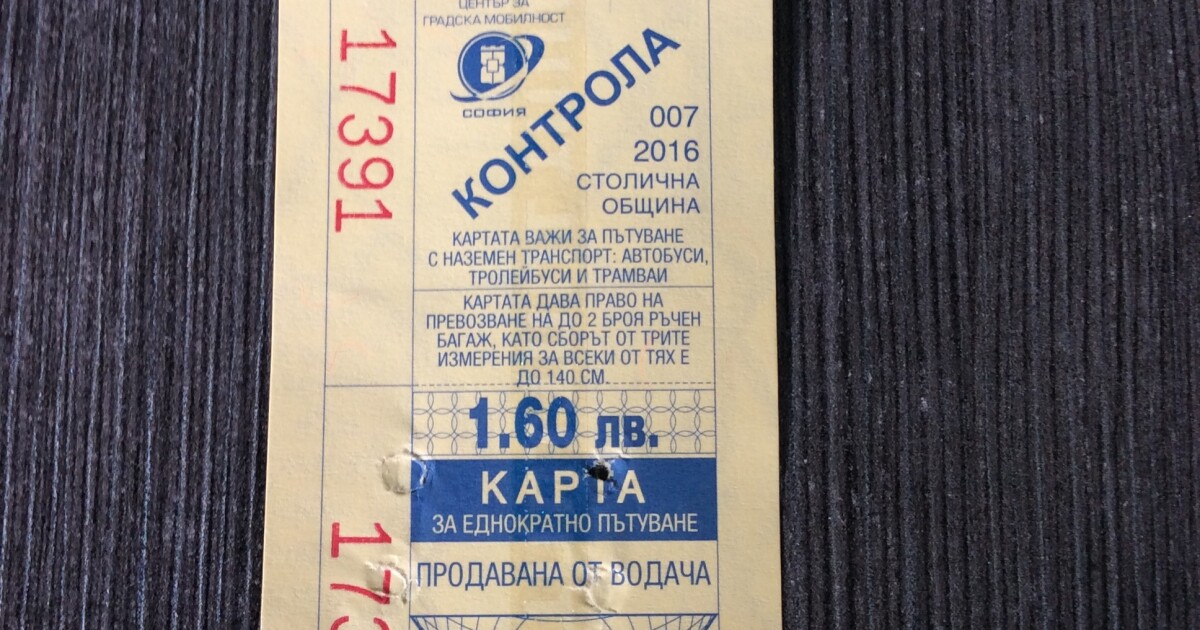 ЦЕНТЪР ЗА
ГРАДСКА МОБИЛНОСТ
СОФИЯ
КОНТРОЛА
007
2016
СТОЛИЧНА
ОБЩИНА
17391
КАРТАТА ВАЖИ ЗА ПЪТУВАНЕ
С НАЗЕМЕН ТРАНСПОРТ: АВТОБУСИ,
ТРОЛЕЙБУСИ И ТРАМВАИ
КАРТАТА ДАВА ПРАВО НА
ПРЕВОЗВАНЕ НА ДО 2 БРОЯ РЪЧЕН
БАГАЖ, КАТО СБОРЪТ ОТ ТРИТЕ
ИЗМЕРЕНИЯ ЗА ВСЕКИ ОТ ТЯХ Е
ДО 140 СМ.
1.60 лв.
КАРТА
ЗА ЕДНОКРАТНО ПЪТУВАНЕ
ПРОДАВАНА ОТ ВОДАЧА